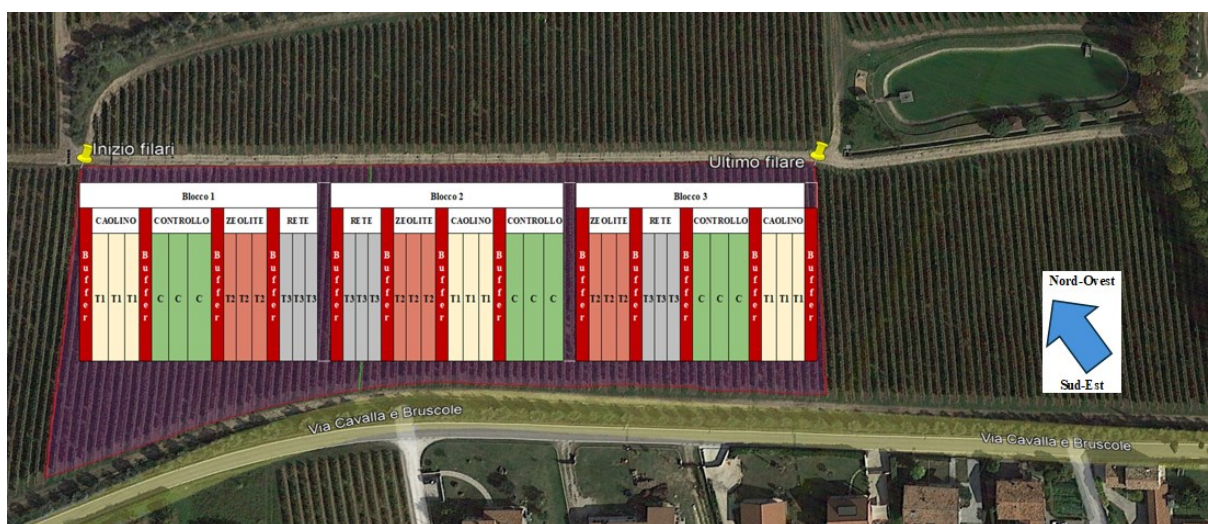 Inizio filari
Ultimo filare
Blocco 1
Blocco 2
Blocco 3
CAOLINO CONTROLLO ZEOLITE RETE
RETE ZEOLITE CAOLINO CONTROLLO
ZEOLITE RETE CONTROLLO CAOLINO
Buffer T1 T1 T1 Buffer C C C Buffer T2 T2 T2 Buffer T3 T3 T3
Buffer T3 T3 T3 Buffer T2 T2 T2 Buffer T1 T1 T1 Buffer C C C
Buffer T2 T2 T2 Buffer T3 T3 T3 Buffer C C C Buffer T1 T1 T1 Buffer
Nord-Ovest
Sud-Est
Via Cavalla e Bruscole
Via Cavalla e Bruscole